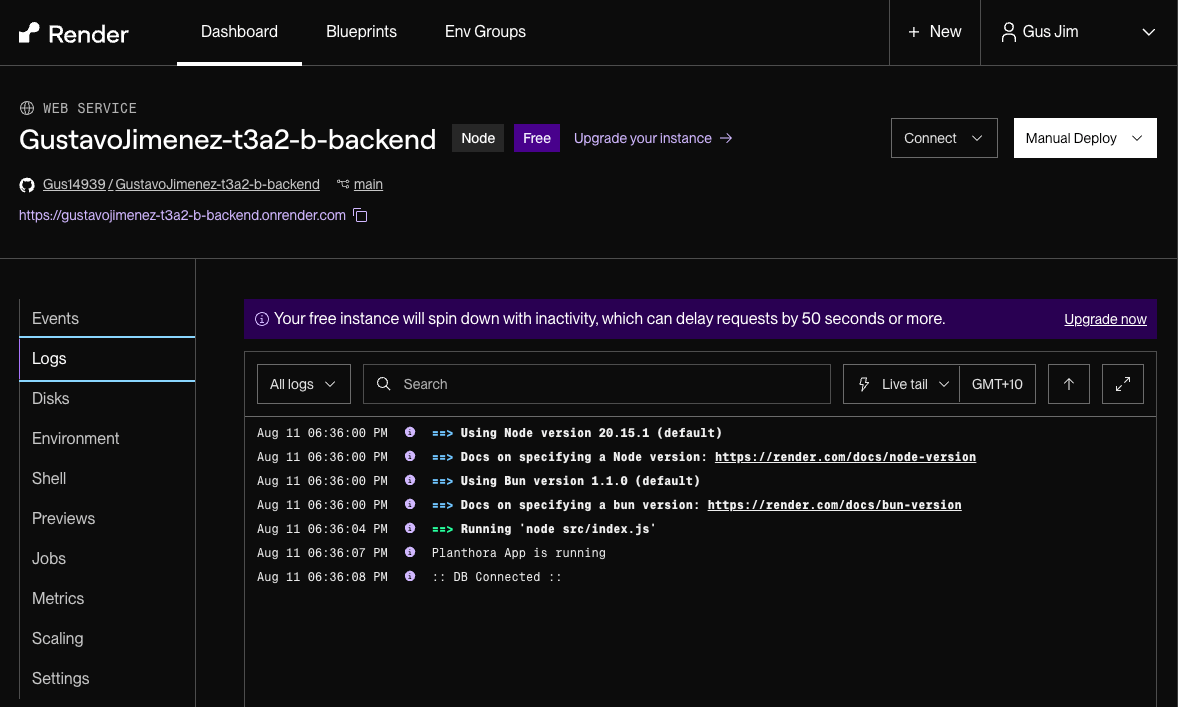 Render
Dashboard
Blueprints
Env Groups
+ New
Gus Jim
WEB SERVICE
GustavoJimenez-t3a2-b-backend
Node
Free
Upgrade your instance →
Connect
Manual Deploy
Gus14939 / GustavoJimenez-t3a2-b-backend
main
https://gustavojimenez-t3a2-b-backend.onrender.com
Events
Logs
Disks
Environment
Shell
Previews
Jobs
Metrics
Scaling
Settings
Your free instance will spin down with inactivity, which can delay requests by 50 seconds or more.
Upgrade now
All logs
Search
Live tail
GMT+10
Aug 11 06:36:00 PM ==> Using Node version 20.15.1 (default)
Aug 11 06:36:00 PM ==> Docs on specifying a Node version: https://render.com/docs/node-version
Aug 11 06:36:00 PM ==> Using Bun version 1.1.0 (default)
Aug 11 06:36:00 PM ==> Docs on specifying a bun version: https://render.com/docs/bun-version
Aug 11 06:36:04 PM ==> Running 'node src/index.js'
Aug 11 06:36:07 PM Planthora App is running
Aug 11 06:36:08 PM :: DB Connected ::